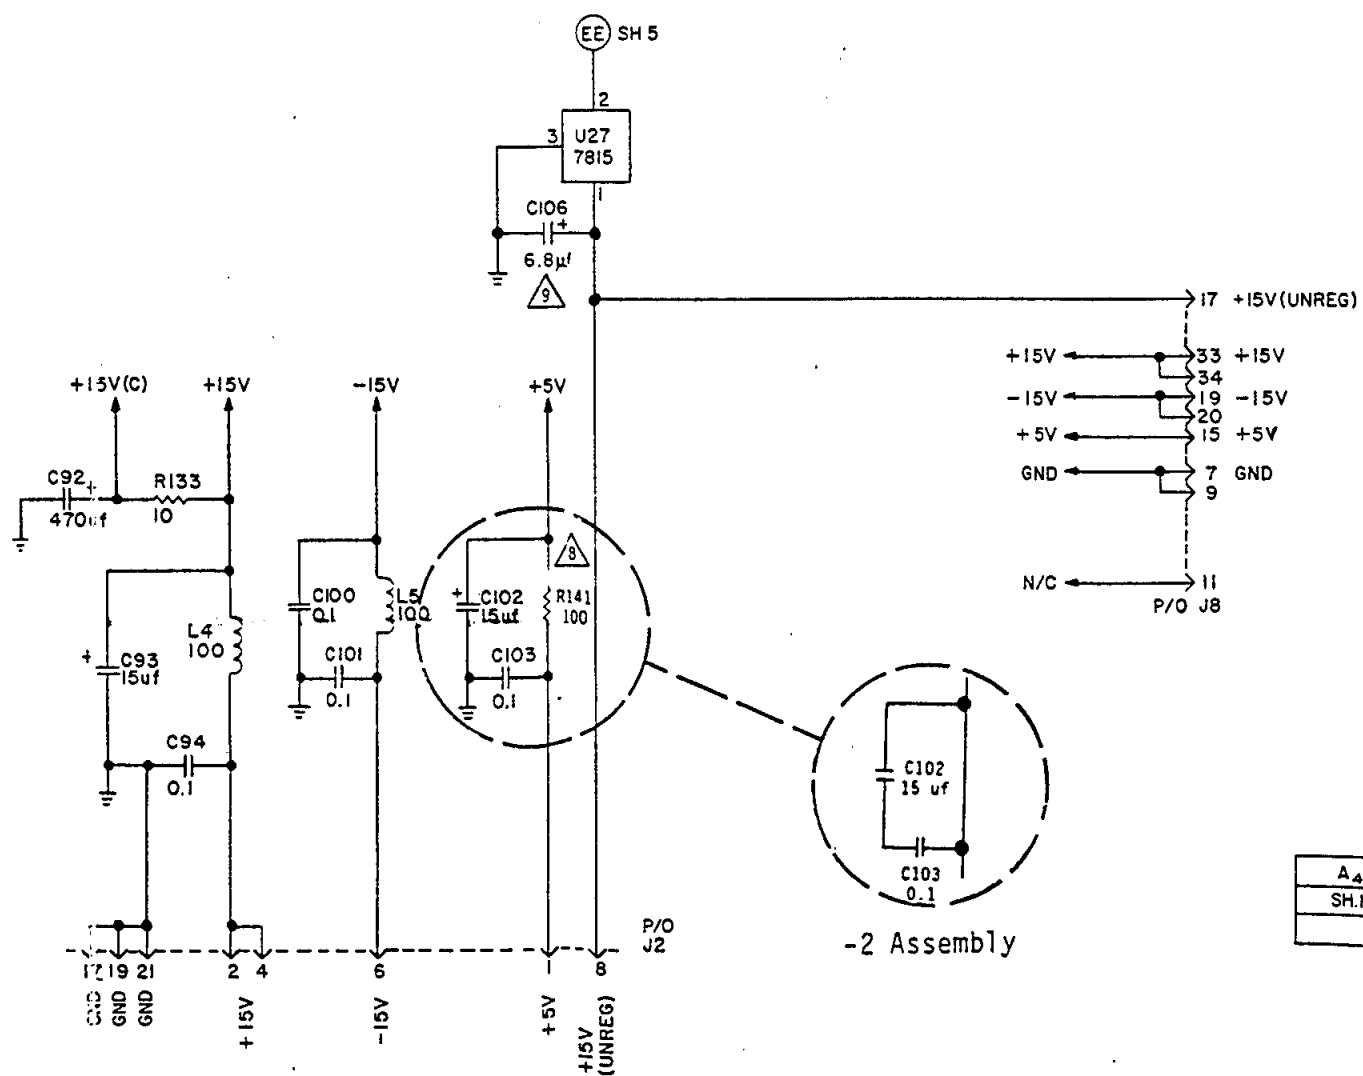 EE SH 5
2
3 U27
7815
1
C106
+
6.8µf
9
17 +15V(UNREG)
+15V 33 +15V
34
-15V 19 -15V
20
+5V 15 +5V
GND 7 GND
9
N/C 11
P/O J8
+15V(C) +15V -15V +5V
C92
+
470uf
R133
10
8
C100
0.1
L5
100
+
C102
15uf
R141
100
L4
100
+
C93
15uf
C101
0.1
C103
0.1
C94
0.1
C102
15 uf
C103
0.1
-2 Assembly
P/O
J2
17 19 21 2 4 6 1 8
GND
GND
GND
+15V
-15V
+5V
+15V
(UNREG)
A4
SH.